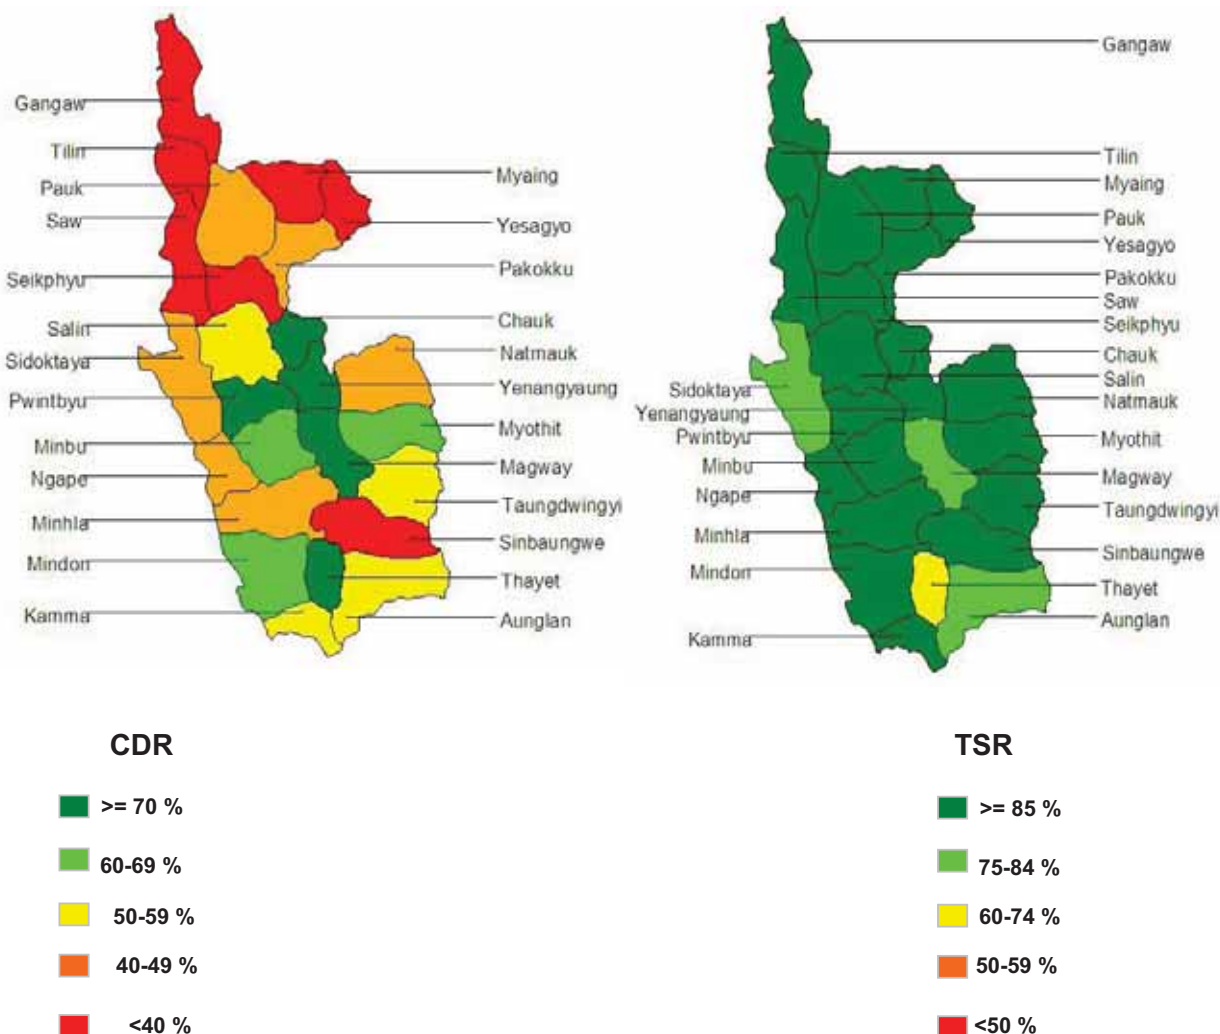 Gangaw
Tilin
Pauk
Saw
Seikphyu
Salin
Sidoktaya
Pwintbyu
Minbu
Ngape
Minhla
Mindon
Kamma
Myaing
Yesagyo
Pakokku
Chauk
Natmauk
Yenangyaung
Myothit
Magway
Taungdwingyi
Sinbaungwe
Thayet
Aunglan
Sidoktaya
Yenangyaung
Pwintbyu
Minbu
Ngape
Minhla
Mindon
Kamma
Gangaw
Tilin
Myaing
Pauk
Yesagyo
Pakokku
Saw
Seikphyu
Chauk
Salin
Natmauk
Myothit
Magway
Taungdwingyi
Sinbaungwe
Thayet
Aunglan
CDR
>= 70 %
60-69 %
50-59 %
40-49 %
<40 %
TSR
>= 85 %
75-84 %
60-74 %
50-59 %
<50 %